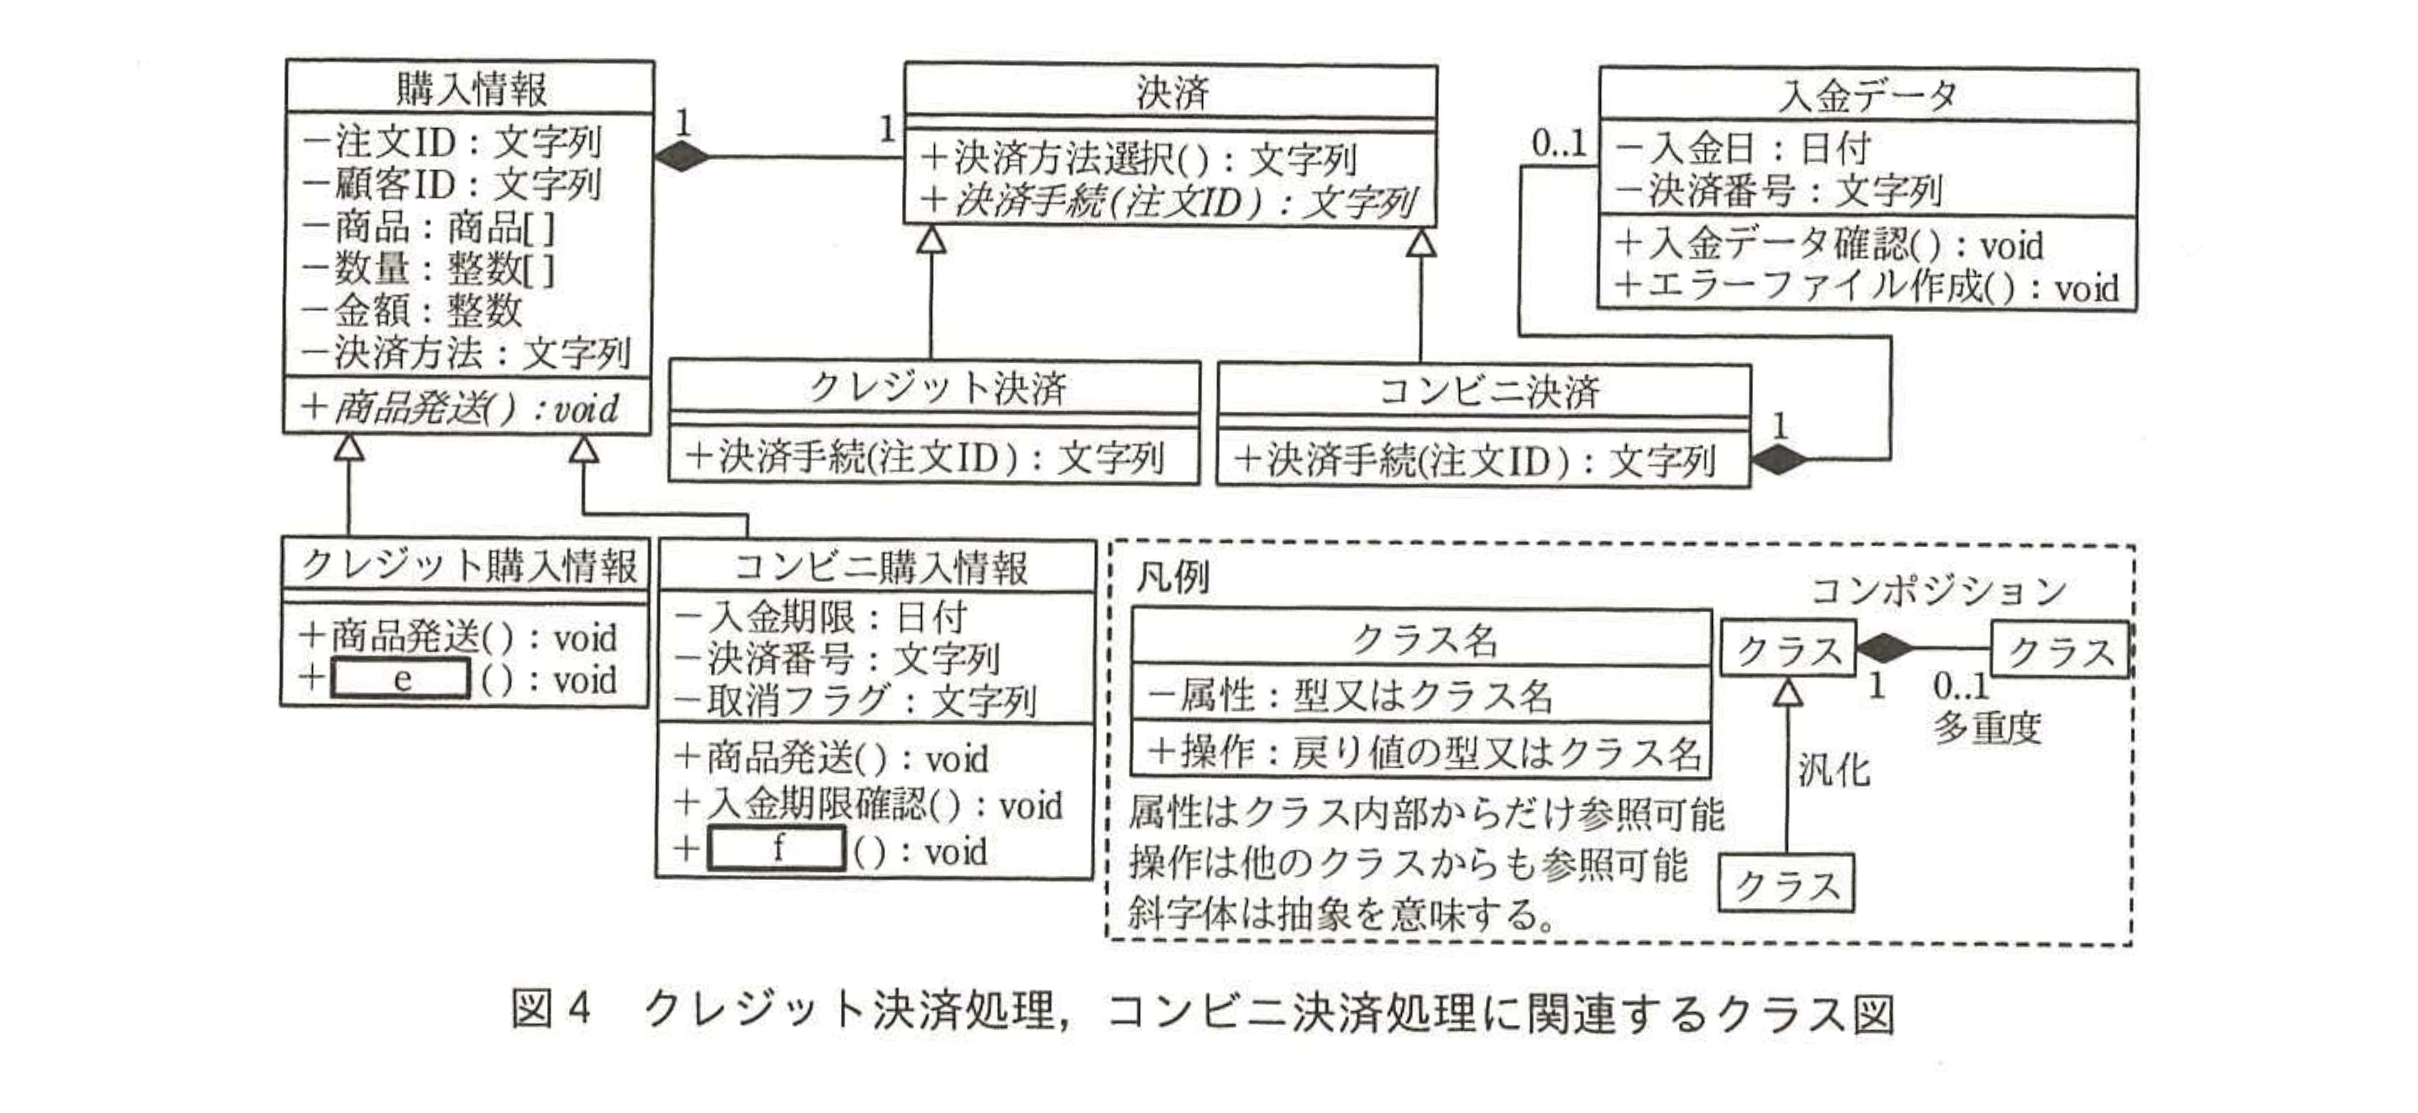 購入情報
－注文ID：文字列
－顧客ID：文字列
－商品：商品[]
－数量：整数[]
－金額：整数
－決済方法：文字列
＋商品発送()：void
1
1
決済
＋決済方法選択()：文字列
＋決済手続(注文ID)：文字列
0..1
入金データ
－入金日：日付
－決済番号：文字列
＋入金データ確認()：void
＋エラーファイル作成()：void
クレジット決済
＋決済手続(注文ID)：文字列
コンビニ決済
＋決済手続(注文ID)：文字列
1
クレジット購入情報
＋商品発送()：void
＋ e ()：void
コンビニ購入情報
－入金期限：日付
－決済番号：文字列
－取消フラグ：文字列
＋商品発送()：void
＋入金期限確認()：void
＋ f ()：void
凡例
クラス名
－属性：型又はクラス名
＋操作：戻り値の型又はクラス名
属性はクラス内部からだけ参照可能
操作は他のクラスからも参照可能
斜字体は抽象を意味する。
コンポジション
クラス
クラス
1
0..1
多重度
汎化
クラス
図4　クレジット決済処理，コンビニ決済処理に関連するクラス図